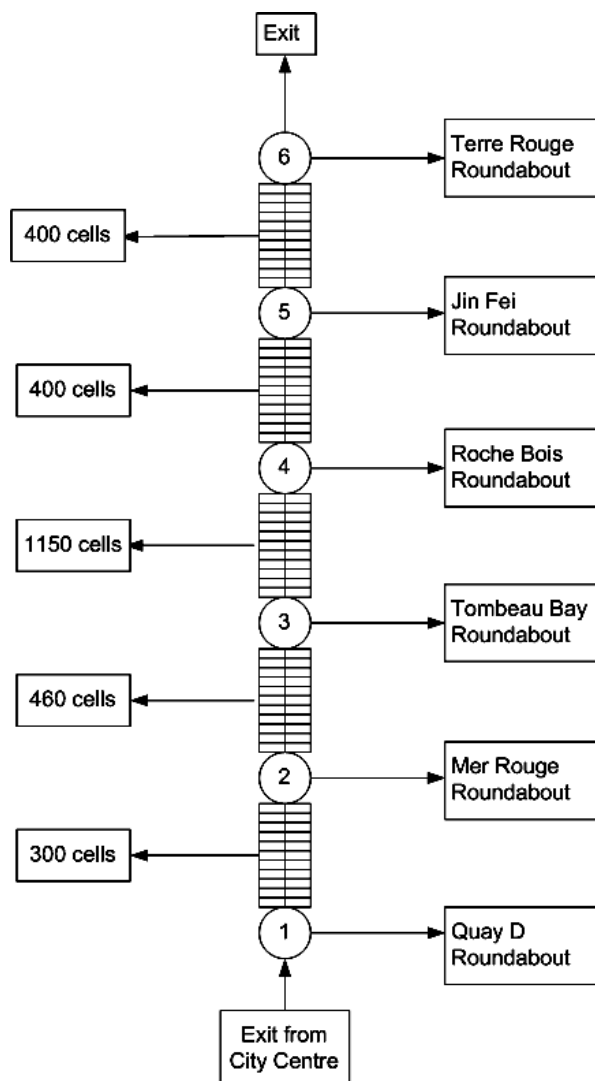 Exit
6
Terre Rouge
Roundabout
400 cells
5
Jin Fei
Roundabout
400 cells
4
Roche Bois
Roundabout
1150 cells
3
Tombeau Bay
Roundabout
460 cells
2
Mer Rouge
Roundabout
300 cells
1
Quay D
Roundabout
Exit from
City Centre